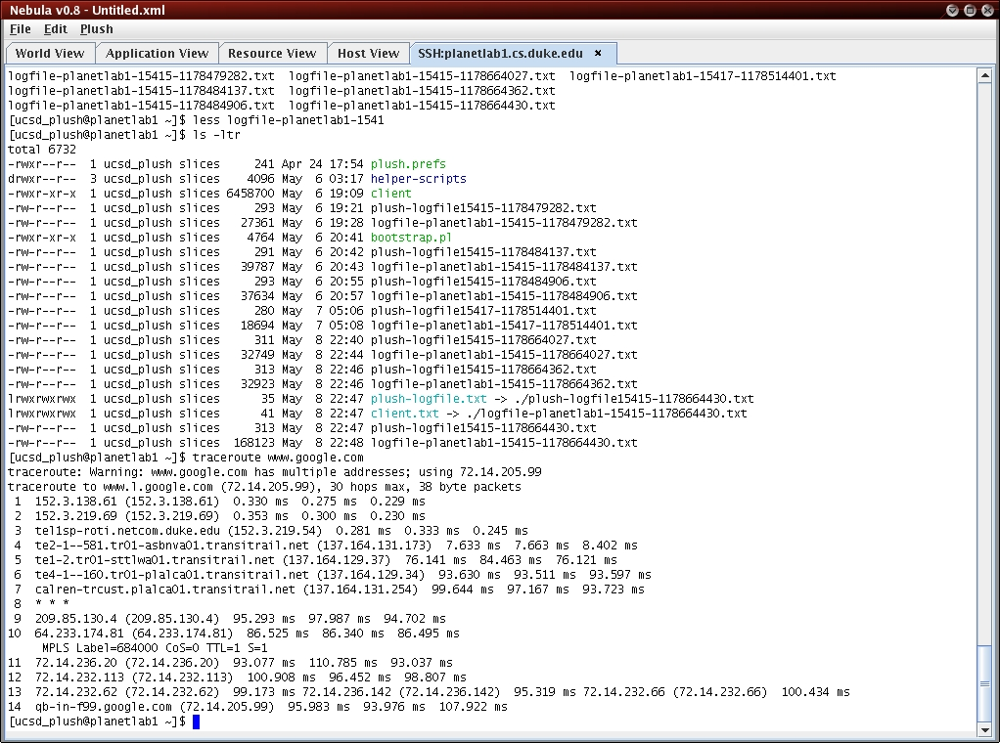 Nebula v0.8 - Untitled.xml
File Edit Plush
World View Application View Resource View Host View SSH:planetlab1.cs.duke.edu ×
logfile-planetlab1-15415-1178479282.txt  logfile-planetlab1-15415-1178664027.txt  logfile-planetlab1-15417-1178514401.txt
logfile-planetlab1-15415-1178484137.txt  logfile-planetlab1-15415-1178664362.txt
logfile-planetlab1-15415-1178484906.txt  logfile-planetlab1-15415-1178664430.txt
[ucsd_plush@planetlab1 ~]$ less logfile-planetlab1-1541
[ucsd_plush@planetlab1 ~]$ ls -ltr
total 6732
-rwxr--r--  1 ucsd_plush slices     241 Apr 24 17:54 plush.prefs
drwxr--r--  3 ucsd_plush slices    4096 May  6 03:17 helper-scripts
-rwxr-xr-x  1 ucsd_plush slices 6458700 May  6 19:09 client
-rw-r--r--  1 ucsd_plush slices     293 May  6 19:21 plush-logfile15415-1178479282.txt
-rw-r--r--  1 ucsd_plush slices   27361 May  6 19:28 logfile-planetlab1-15415-1178479282.txt
-rwxr-xr-x  1 ucsd_plush slices    4764 May  6 20:41 bootstrap.pl
-rw-r--r--  1 ucsd_plush slices     291 May  6 20:42 plush-logfile15415-1178484137.txt
-rw-r--r--  1 ucsd_plush slices   39787 May  6 20:43 logfile-planetlab1-15415-1178484137.txt
-rw-r--r--  1 ucsd_plush slices     293 May  6 20:55 plush-logfile15415-1178484906.txt
-rw-r--r--  1 ucsd_plush slices   37634 May  6 20:57 logfile-planetlab1-15415-1178484906.txt
-rw-r--r--  1 ucsd_plush slices     280 May  7 05:06 plush-logfile15417-1178514401.txt
-rw-r--r--  1 ucsd_plush slices   18694 May  7 05:08 logfile-planetlab1-15417-1178514401.txt
-rw-r--r--  1 ucsd_plush slices     311 May  8 22:40 plush-logfile15415-1178664027.txt
-rw-r--r--  1 ucsd_plush slices   32749 May  8 22:44 logfile-planetlab1-15415-1178664027.txt
-rw-r--r--  1 ucsd_plush slices     313 May  8 22:46 plush-logfile15415-1178664362.txt
-rw-r--r--  1 ucsd_plush slices   32923 May  8 22:46 logfile-planetlab1-15415-1178664362.txt
lrwxrwxrwx  1 ucsd_plush slices      35 May  8 22:47 plush-logfile.txt -> ./plush-logfile15415-1178664430.txt
lrwxrwxrwx  1 ucsd_plush slices      41 May  8 22:47 client.txt -> ./logfile-planetlab1-15415-1178664430.txt
-rw-r--r--  1 ucsd_plush slices     313 May  8 22:47 plush-logfile15415-1178664430.txt
-rw-r--r--  1 ucsd_plush slices  168123 May  8 22:48 logfile-planetlab1-15415-1178664430.txt
[ucsd_plush@planetlab1 ~]$ traceroute www.google.com
traceroute: Warning: www.google.com has multiple addresses; using 72.14.205.99
traceroute to www.l.google.com (72.14.205.99), 30 hops max, 38 byte packets
 1  152.3.138.61 (152.3.138.61)  0.330 ms  0.275 ms  0.229 ms
 2  152.3.219.69 (152.3.219.69)  0.353 ms  0.300 ms  0.230 ms
 3  tel1sp-roti.netcom.duke.edu (152.3.219.54)  0.281 ms  0.333 ms  0.245 ms
 4  te2-1--581.tr01-asbnva01.transitrail.net (137.164.131.173)  7.633 ms  7.663 ms  8.402 ms
 5  te1-2.tr01-sttlwa01.transitrail.net (137.164.129.37)  76.141 ms  84.463 ms  76.121 ms
 6  te4-1--160.tr01-plalca01.transitrail.net (137.164.129.34)  93.630 ms  93.511 ms  93.597 ms
 7  calren-trcust.plalca01.transitrail.net (137.164.131.254)  99.644 ms  97.167 ms  93.723 ms
 8  * * *
 9  209.85.130.4 (209.85.130.4)  95.293 ms  97.987 ms  94.702 ms
10  64.233.174.81 (64.233.174.81)  86.525 ms  86.340 ms  86.495 ms
     MPLS Label=684000 CoS=0 TTL=1 S=1
11  72.14.236.20 (72.14.236.20)  93.077 ms  110.785 ms  93.037 ms
12  72.14.232.113 (72.14.232.113)  100.908 ms  96.452 ms  98.807 ms
13  72.14.232.62 (72.14.232.62)  99.173 ms 72.14.236.142 (72.14.236.142)  95.319 ms 72.14.232.66 (72.14.232.66)  100.434 ms
14  qb-in-f99.google.com (72.14.205.99)  95.983 ms  93.976 ms  107.922 ms
[ucsd_plush@planetlab1 ~]$